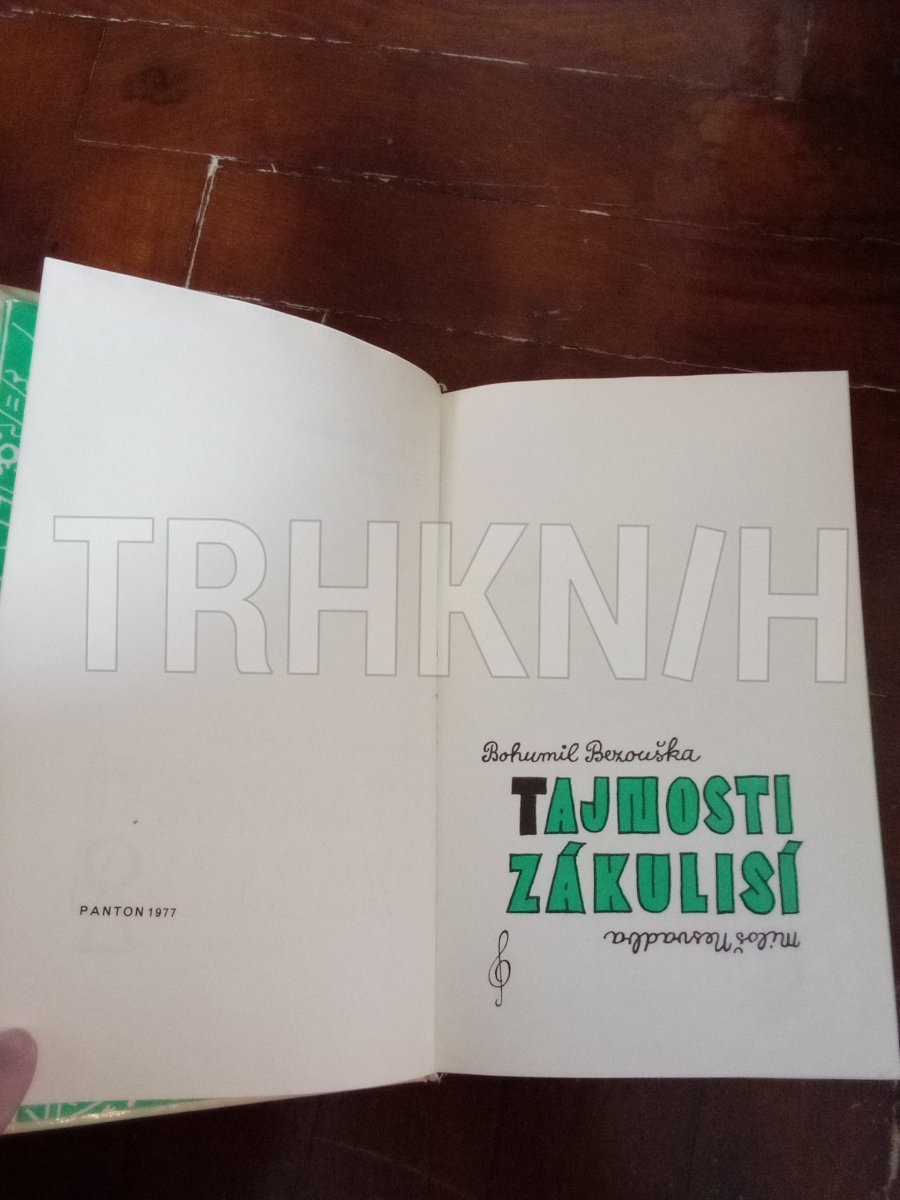 TRHKNIH
PANTON 1977
Bohumil Bezouška
TAJNOSTI
ZÁKULISÍ
Miloš Nesvadba